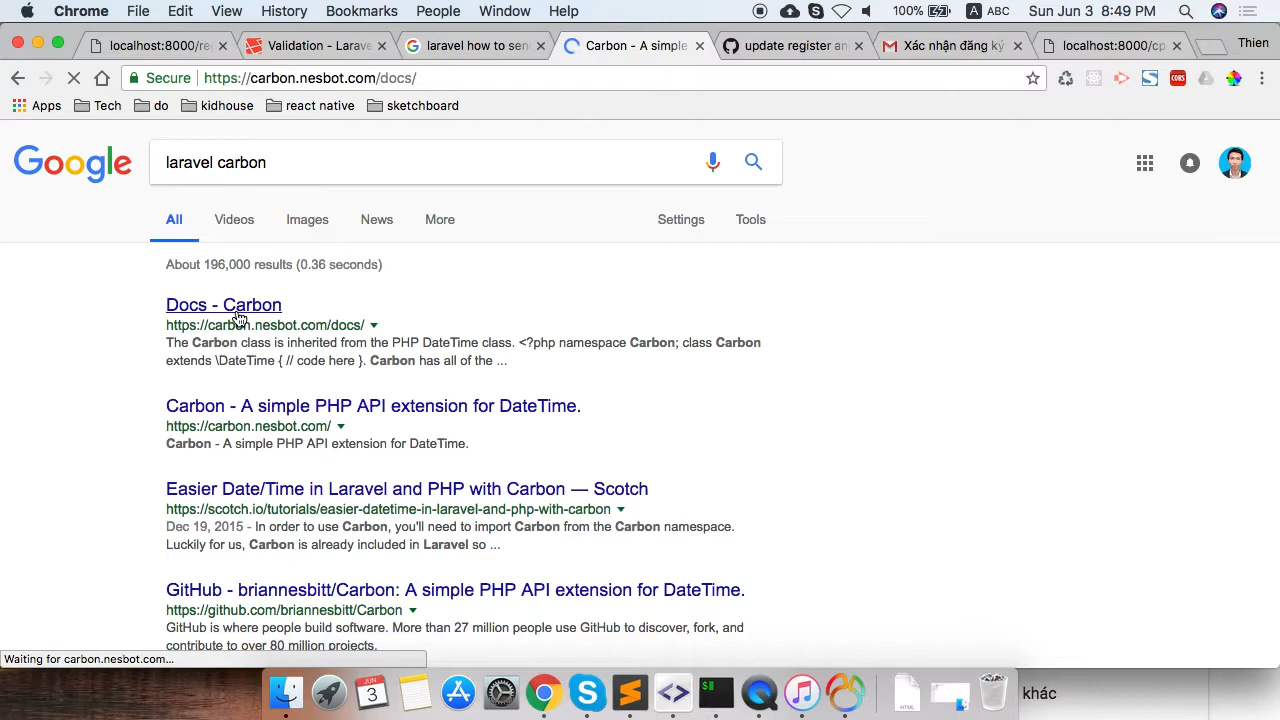 Chrome File Edit View History Bookmarks People Window Help 100% A ABC Sun Jun 3 8:49 PM
localhost:8000/re Validation - Larave laravel how to sen Carbon - A simple update register an Xác nhận đăng ký localhost:8000/cp Thien
Secure https://carbon.nesbot.com/docs/
Apps Tech do kidhouse react native sketchboard
Google laravel carbon
All Videos Images News More Settings Tools
About 196,000 results (0.36 seconds)
Docs - Carbon
https://carbon.nesbot.com/docs/
The Carbon class is inherited from the PHP DateTime class. <?php namespace Carbon; class Carbon
extends \DateTime { // code here }. Carbon has all of the ...
Carbon - A simple PHP API extension for DateTime.
https://carbon.nesbot.com/
Carbon - A simple PHP API extension for DateTime.
Easier Date/Time in Laravel and PHP with Carbon — Scotch
https://scotch.io/tutorials/easier-datetime-in-laravel-and-php-with-carbon
Dec 19, 2015 - In order to use Carbon, you'll need to import Carbon from the Carbon namespace.
Luckily for us, Carbon is already included in Laravel so ...
GitHub - briannesbitt/Carbon: A simple PHP API extension for DateTime.
https://github.com/briannesbitt/Carbon
GitHub is where people build software. More than 27 million people use GitHub to discover, fork, and
contribute to over 80 million projects.
Waiting for carbon.nesbot.com...
JUN
3
HTML
khác